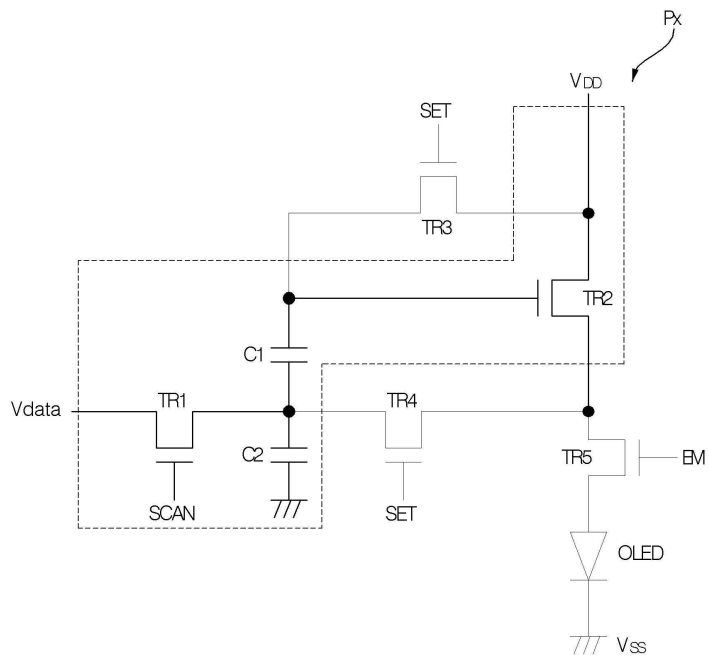 Px
VDD
SET
TR3
TR2
C1
Vdata
TR1
TR4
C2
TR5
EM
SCAN
SET
OLED
VSS